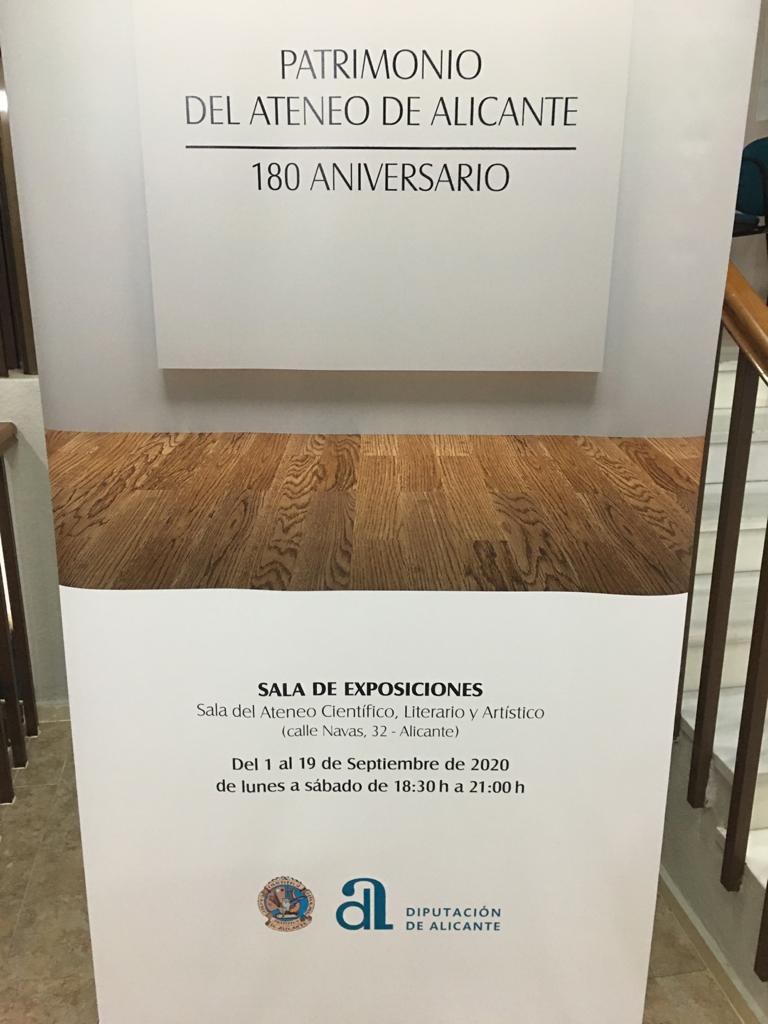 PATRIMONIO
DEL ATENEO DE ALICANTE
180 ANIVERSARIO
SALA DE EXPOSICIONES
Sala del Ateneo Científico, Literario y Artístico
(calle Navas, 32 - Alicante)
Del 1 al 19 de Septiembre de 2020
de lunes a sábado de 18:30 h a 21:00 h
DIPUTACIÓN
DE ALICANTE